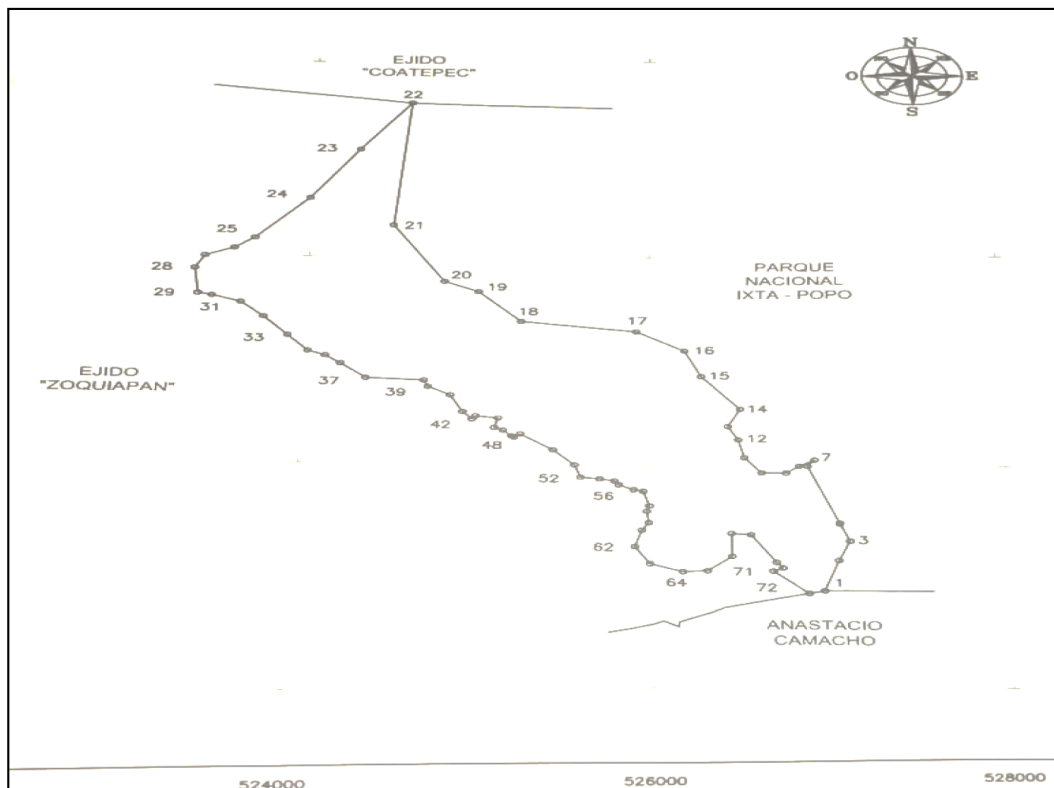 EJIDO
"COATEPEC"
N
O
E
S
22
23
24
21
25
28
20
19
PARQUE
NACIONAL
IXTA - POPO
29
31
18
17
33
16
EJIDO
"ZOQUIAPAN"
37
39
15
14
42
12
48
7
52
56
3
62
64
71
72
1
ANASTACIO
CAMACHO
524000
526000
528000